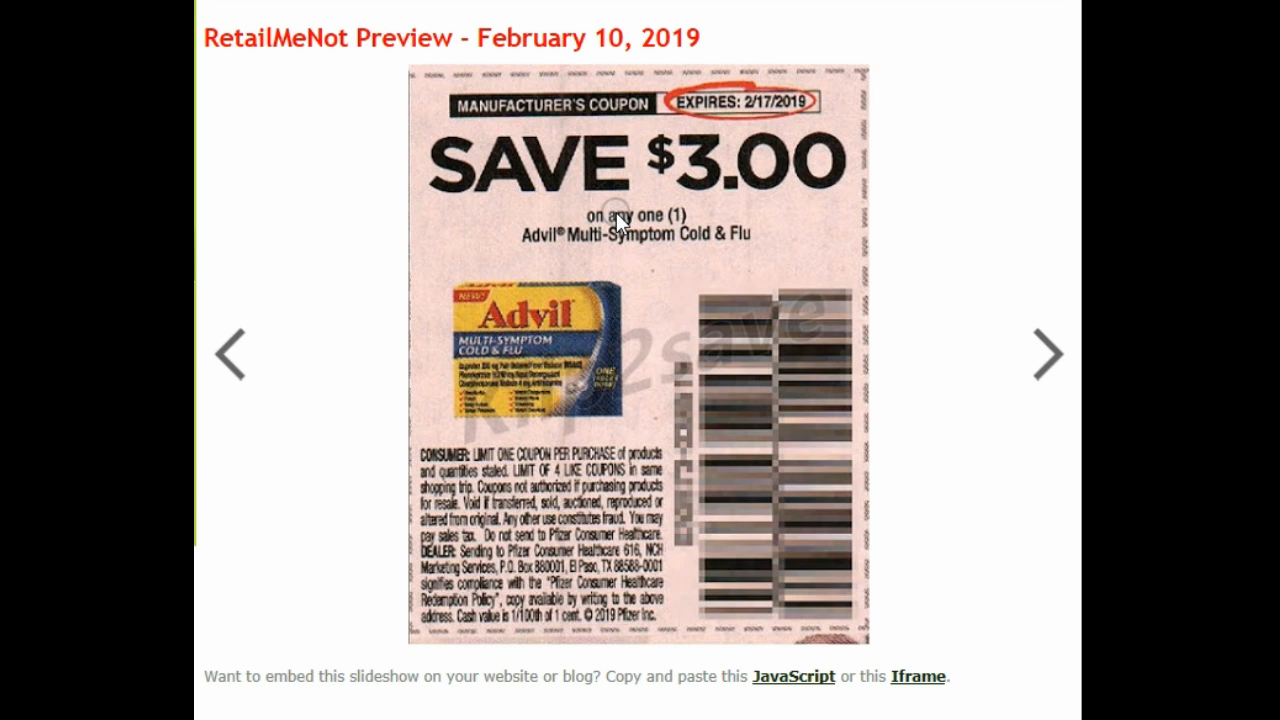 RetailMeNot Preview - February 10, 2019
MANUFACTURER'S COUPON EXPIRES: 2/17/2019
SAVE $3.00
on any one (1)
Advil® Multi-Symptom Cold & Flu
NEW!
Advil
MULTI-SYMPTOM
COLD & FLU
ONE
CONSUMER: LIMIT ONE COUPON PER PURCHASE of products
and quantities stated. LIMIT OF 4 LIKE COUPONS in same
shopping trip. Coupons not authorized if purchasing products
for resale. Void if transferred, sold, auctioned, reproduced or
altered from original. Any other use constitutes fraud. You may
pay sales tax. Do not send to Pfizer Consumer Healthcare.
DEALER: Sending to Pfizer Consumer Healthcare 616, NCH
Marketing Services, P.O. Box 880001, El Paso, TX 88588-0001
signifies compliance with the "Pfizer Consumer Healthcare
Redemption Policy", copy available by writing to the above
address. Cash value is 1/100th of 1 cent. © 2019 Pfizer Inc.
Want to embed this slideshow on your website or blog? Copy and paste this JavaScript or this Iframe.